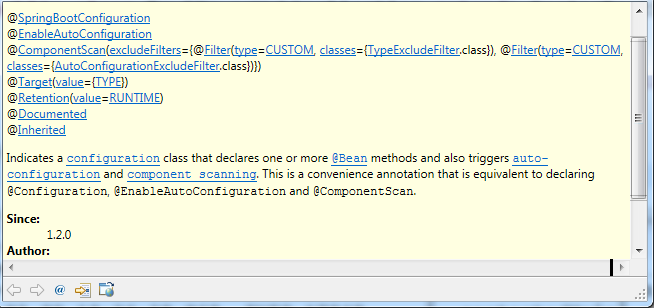 @SpringBootConfiguration
@EnableAutoConfiguration
@ComponentScan(excludeFilters={@Filter(type=CUSTOM, classes={TypeExcludeFilter.class}), @Filter(type=CUSTOM,
classes={AutoConfigurationExcludeFilter.class})})
@Target(value={TYPE})
@Retention(value=RUNTIME)
@Documented
@Inherited
Indicates a configuration class that declares one or more @Bean methods and also triggers auto-
configuration and component scanning. This is a convenience annotation that is equivalent to declaring
@Configuration, @EnableAutoConfiguration and @ComponentScan.
Since:
1.2.0
Author:
@